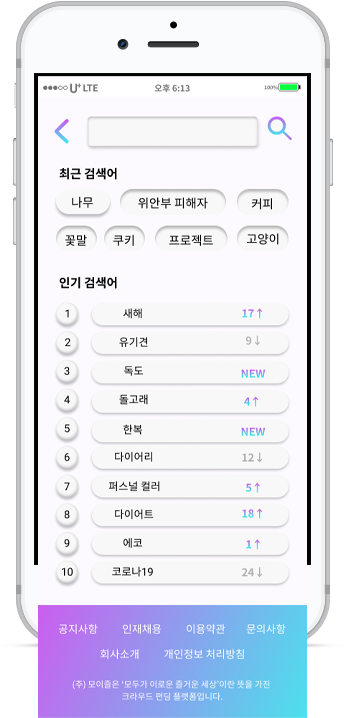 U+ LTE 오후 6:13 100%
최근 검색어
나무 위안부 피해자 커피
꽃말 쿠키 프로젝트 고양이
인기 검색어
1 새해 17↑
2 유기견 9↓
3 독도 NEW
4 돌고래 4↑
5 한복 NEW
6 다이어리 12↓
7 퍼스널 컬러 5↑
8 다이어트 18↑
9 에코 1↑
10 코로나19 24↓
공지사항 인재채용 이용약관 문의사항
회사소개 개인정보 처리방침
(주) 모이즐은 '모두가 이로운 즐거운 세상'이란 뜻을 가진
크라우드 펀딩 플랫폼입니다.